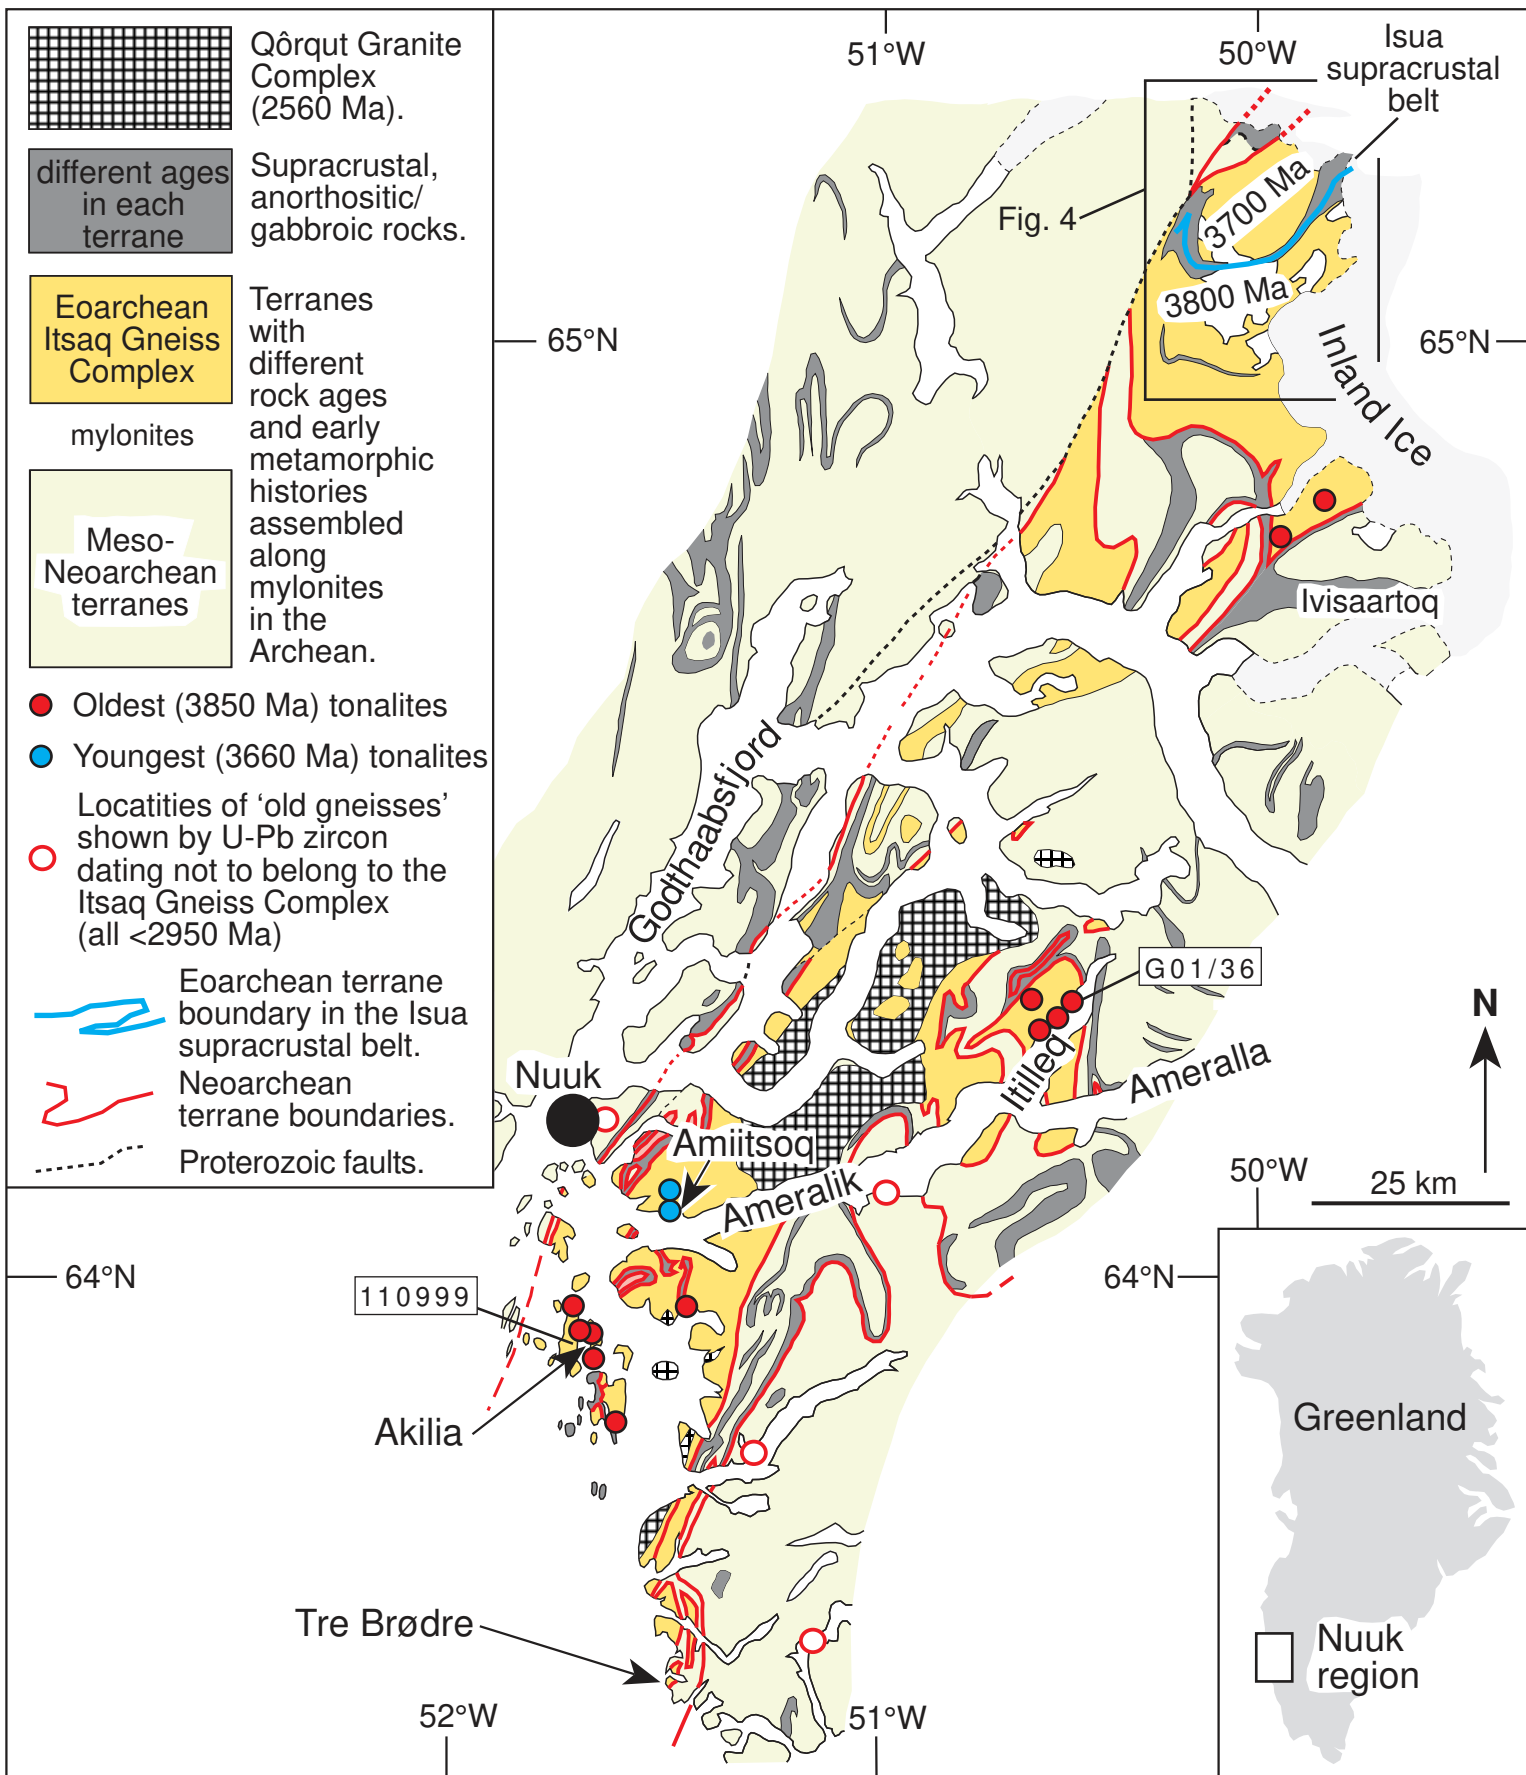 Qôrqut Granite
Complex
(2560 Ma).
different ages
in each
terrane
Supracrustal,
anorthositic/
gabbroic rocks.
Eoarchean
Itsaq Gneiss
Complex
mylonites
Meso-
Neoarchean
terranes
Terranes
with
different
rock ages
and early
metamorphic
histories
assembled
along
mylonites
in the
Archean.
Oldest (3850 Ma) tonalites
Youngest (3660 Ma) tonalites
Locatities of ‘old gneisses’
shown by U-Pb zircon
dating not to belong to the
Itsaq Gneiss Complex
(all <2950 Ma)
Eoarchean terrane
boundary in the Isua
supracrustal belt.
Neoarchean
terrane boundaries.
Proterozoic faults.
51°W
50°W
Isua
supracrustal
belt
Fig. 4
3700 Ma
3800 Ma
65°N
65°N
Inland Ice
Ivisaartoq
Godthaabsfjord
G01/36
N
Nuuk
Itilleq
Ameralla
Amiitsoq
Ameralik
50°W
25 km
64°N
64°N
110999
Akilia
Greenland
Tre Brødre
Nuuk
region
52°W
51°W